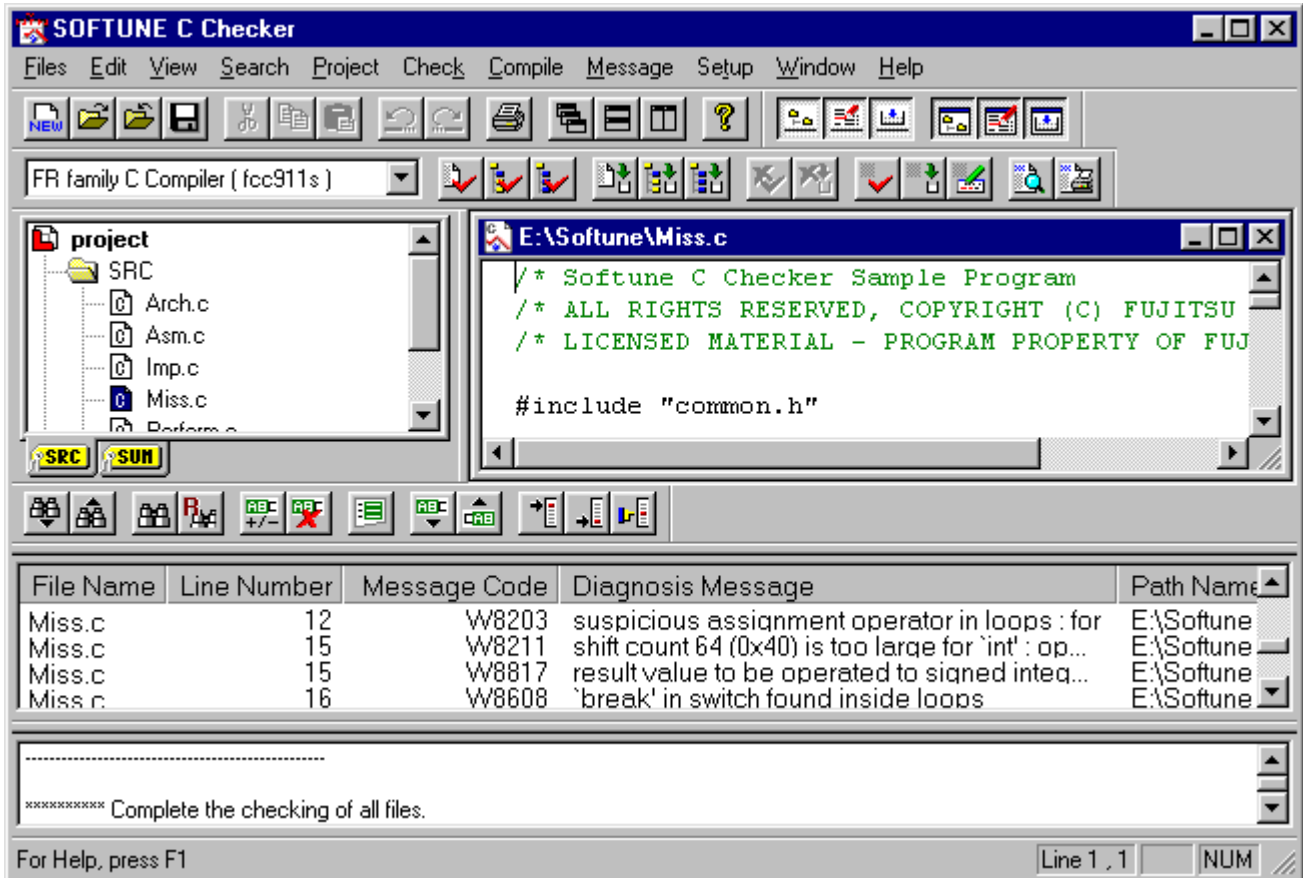 SOFTUNE C Checker
Files Edit View Search Project Check Compile Message Setup Window Help
NEW
FR family C Compiler ( fcc911s )
project
SRC
Arch.c
Asm.c
Imp.c
Miss.c
SRC SUM
E:\Softune\Miss.c
/* Softune C Checker Sample Program
/* ALL RIGHTS RESERVED, COPYRIGHT (C) FUJITSU
/* LICENSED MATERIAL - PROGRAM PROPERTY OF FUJ
#include "common.h"
File Name Line Number Message Code Diagnosis Message Path Name
Miss.c 12 W8203 suspicious assignment operator in loops : for E:\Softune
Miss.c 15 W8211 shift count 64 (0x40) is too large for `int' : op... E:\Softune
Miss.c 15 W8817 result value to be operated to signed integ... E:\Softune
Miss.c 16 W8608 `break' in switch found inside loops E:\Softune
--------------------------------------------------
********** Complete the checking of all files.
For Help, press F1 Line 1 , 1 NUM